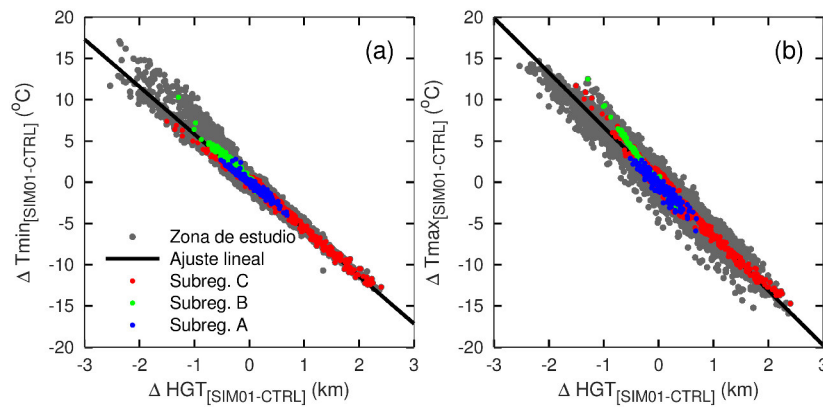 (a)
20
15
10
5
0
-5
-10
-15
-20
Δ Tmin[SIM01-CTRL] (°C)
Zona de estudio
Ajuste lineal
Subreg. C
Subreg. B
Subreg. A
-3 -2 -1 0 1 2 3
Δ HGT[SIM01-CTRL] (km)
(b)
20
15
10
5
0
-5
-10
-15
-20
Δ Tmax[SIM01-CTRL] (°C)
-3 -2 -1 0 1 2 3
Δ HGT[SIM01-CTRL] (km)